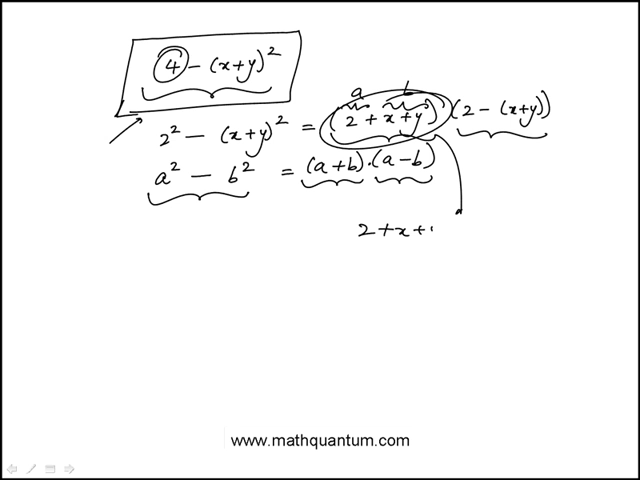 4 - (x+y)²
a b
2² - (x+y)² = (2 + x + y) (2 - (x+y))
a² - b² = (a+b)·(a-b)
2+x+
www.mathquantum.com